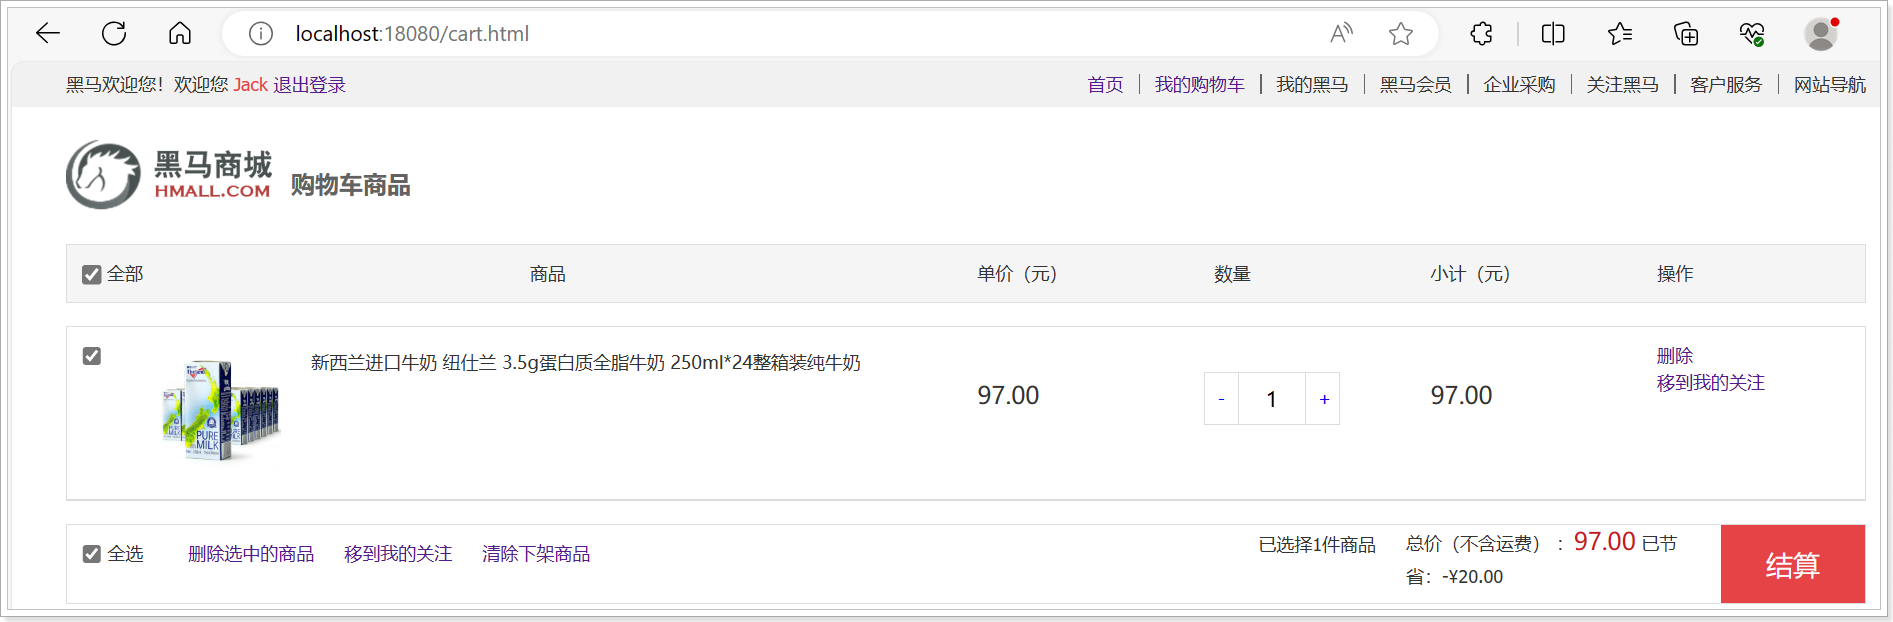 localhost:18080/cart.html
黑马欢迎您！欢迎您 Jack 退出登录 首页 我的购物车 我的黑马 黑马会员 企业采购 关注黑马 客户服务 网站导航
黑马商城
HMALL.COM
购物车商品
全部 商品 单价（元） 数量 小计（元） 操作
新西兰进口牛奶 纽仕兰 3.5g蛋白质全脂牛奶 250ml*24整箱装纯牛奶
97.00 - 1 + 97.00
删除
移到我的关注
PURE
MILK
全选 删除选中的商品 移到我的关注 清除下架商品 已选择1件商品 总价（不含运费） ：97.00 已节
省：-¥20.00
结算